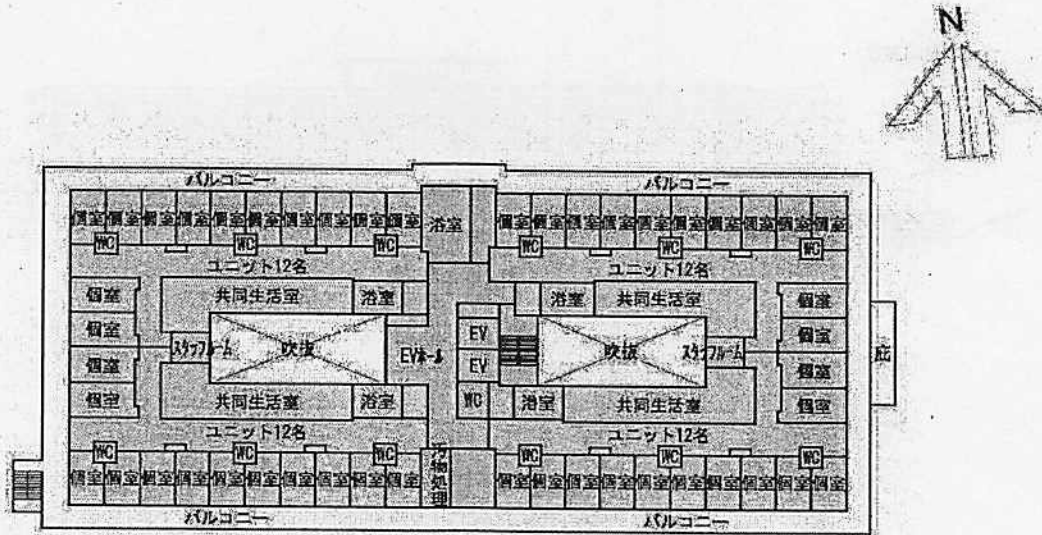 N
バルコニー バルコニー
個室 個室 個室 個室 個室 個室 個室 個室 個室 個室 浴室 個室 個室 個室 個室 個室 個室 個室 個室 個室 個室
WC WC WC WC WC WC
ユニット12名 ユニット12名
個室 共同生活室 浴室 浴室 共同生活室 個室
個室 EV 個室
スタッフルーム 吹抜 EVホール 吹抜 スタッフルーム 庇
個室 EV 個室
個室 共同生活室 浴室 WC 浴室 共同生活室 個室
ユニット12名 ユニット12名
WC WC WC WC WC WC
個室 個室 個室 個室 個室 個室 個室 個室 個室 個室 汚物処理 個室 個室 個室 個室 個室 個室 個室 個室 個室 個室
バルコニー バルコニー